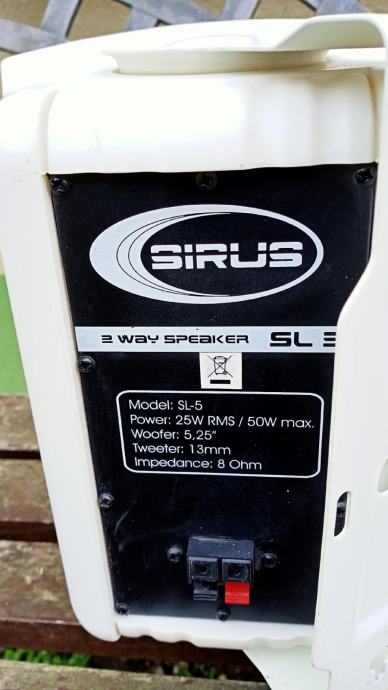 SIRUS
2 WAY SPEAKER SL
Model: SL-5
Power: 25W RMS / 50W max.
Woofer: 5,25"
Tweeter: 13mm
Impedance: 8 Ohm